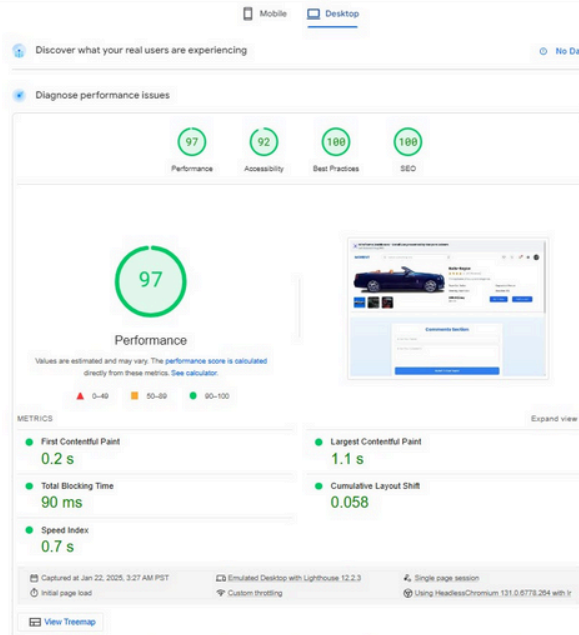 Mobile Desktop
Discover what your real users are experiencing No Da
Diagnose performance issues
97 92 100 100
Performance Accessibility Best Practices SEO
97
Performance
Values are estimated and may vary. The performance score is calculated
directly from these metrics. See calculator.
0–49 50–89 90–100
Comments Section
METRICS Expand view
First Contentful Paint Largest Contentful Paint
0.2 s 1.1 s
Total Blocking Time Cumulative Layout Shift
90 ms 0.058
Speed Index
0.7 s
Captured at Jan 22, 2025, 3:27 AM PST Emulated Desktop with Lighthouse 12.2.3 Single page session
Initial page load Custom throttling Using HeadlessChromium 131.0.6778.264 with lr
View Treemap